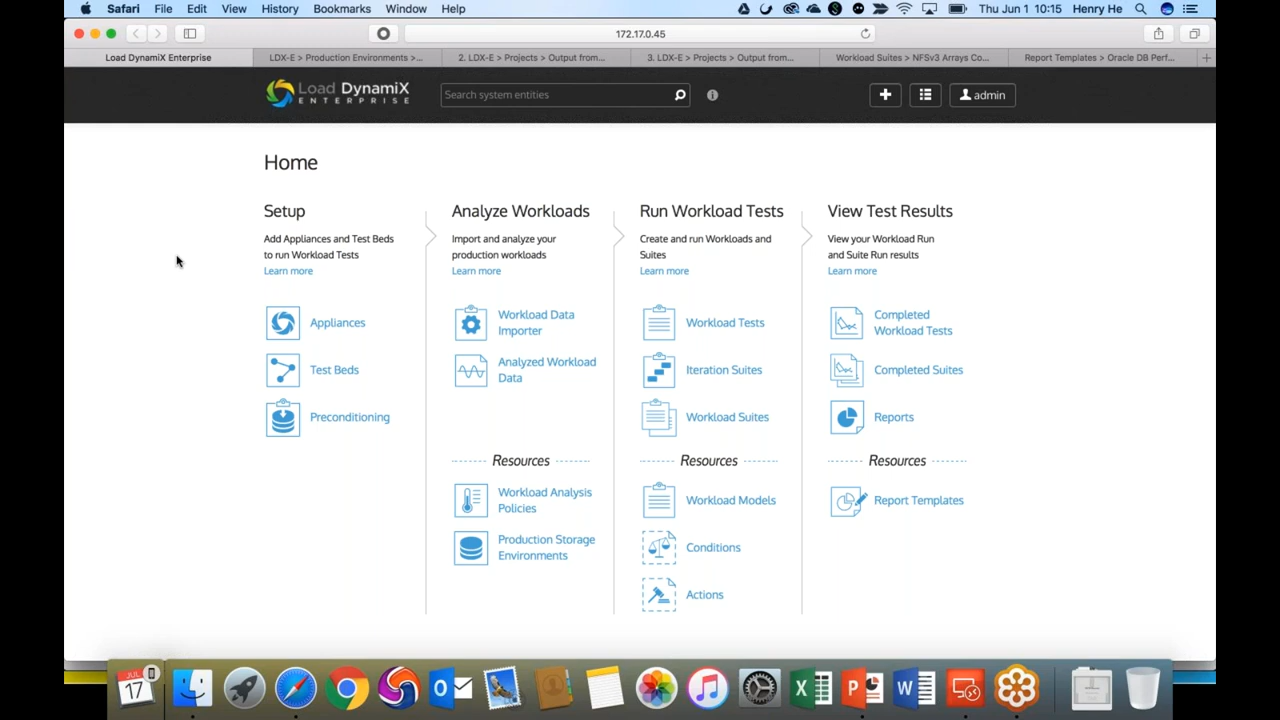 Safari File Edit View History Bookmarks Window Help
Thu Jun 1 10:15 Henry He
172.17.0.45
Load DynamiX Enterprise
LDX-E > Production Environments >...
2. LDX-E > Projects > Output from...
3. LDX-E > Projects > Output from...
Workload Suites > NFSv3 Arrays Co...
Report Templates > Oracle DB Perf...
Load DynamiX
ENTERPRISE
Search system entities
admin
Home
Setup
Add Appliances and Test Beds
to run Workload Tests
Learn more
Appliances
Test Beds
Preconditioning
Analyze Workloads
Import and analyze your
production workloads
Learn more
Workload Data
Importer
Analyzed Workload
Data
Resources
Workload Analysis
Policies
Production Storage
Environments
Run Workload Tests
Create and run Workloads and
Suites
Learn more
Workload Tests
Iteration Suites
Workload Suites
Resources
Workload Models
Conditions
Actions
View Test Results
View your Workload Run
and Suite Run results
Learn more
Completed
Workload Tests
Completed Suites
Reports
Resources
Report Templates
JUL
17